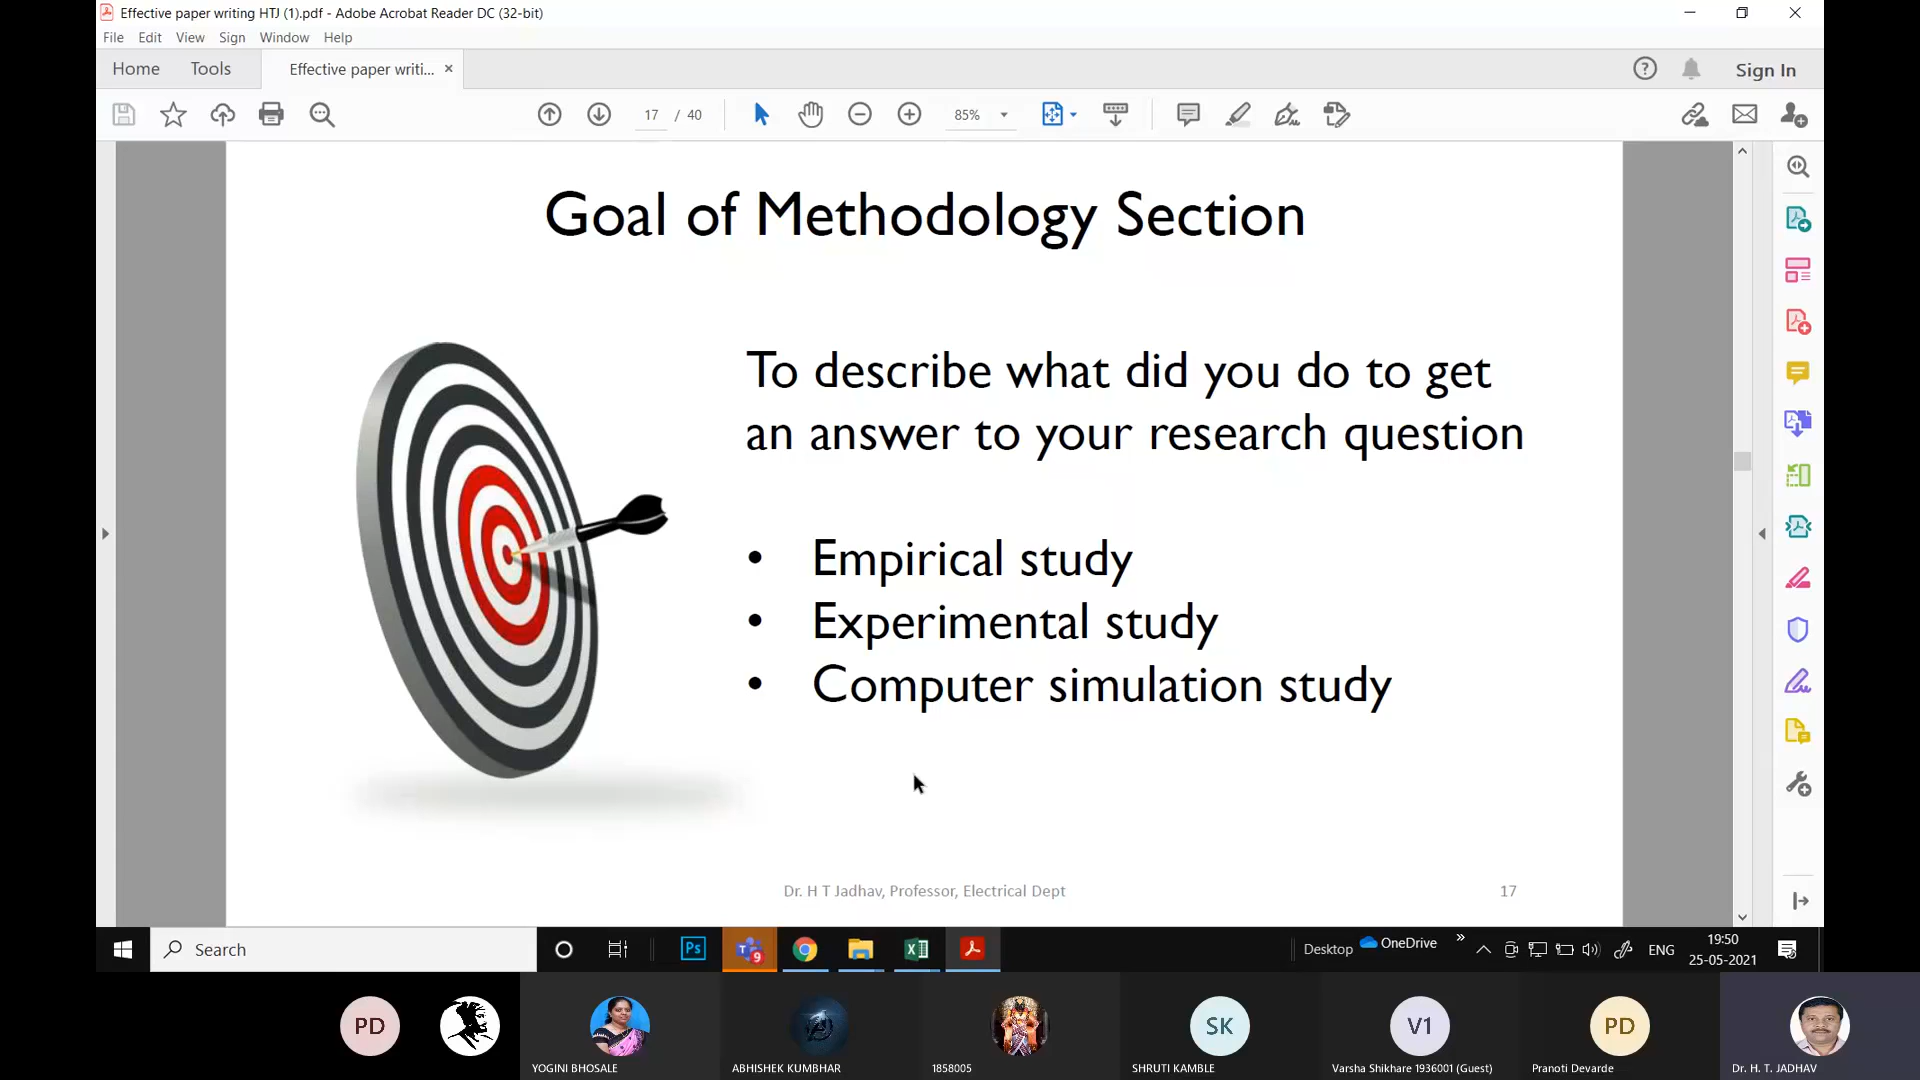 Effective paper writing HTJ (1).pdf - Adobe Acrobat Reader DC (32-bit)
File Edit View Sign Window Help
Home Tools Effective paper writi... × Sign In
17 / 40 85%
Goal of Methodology Section
To describe what did you do to get
an answer to your research question
• Empirical study
• Experimental study
• Computer simulation study
Dr. H T Jadhav, Professor, Electrical Dept 17
Search Ps T 9 Desktop OneDrive » ENG 19:50
25-05-2021
PD SK V1 PD
YOGINI BHOSALE ABHISHEK KUMBHAR 1858005 SHRUTI KAMBLE Varsha Shikhare 1936001 (Guest) Pranoti Devarde Dr. H. T. JADHAV